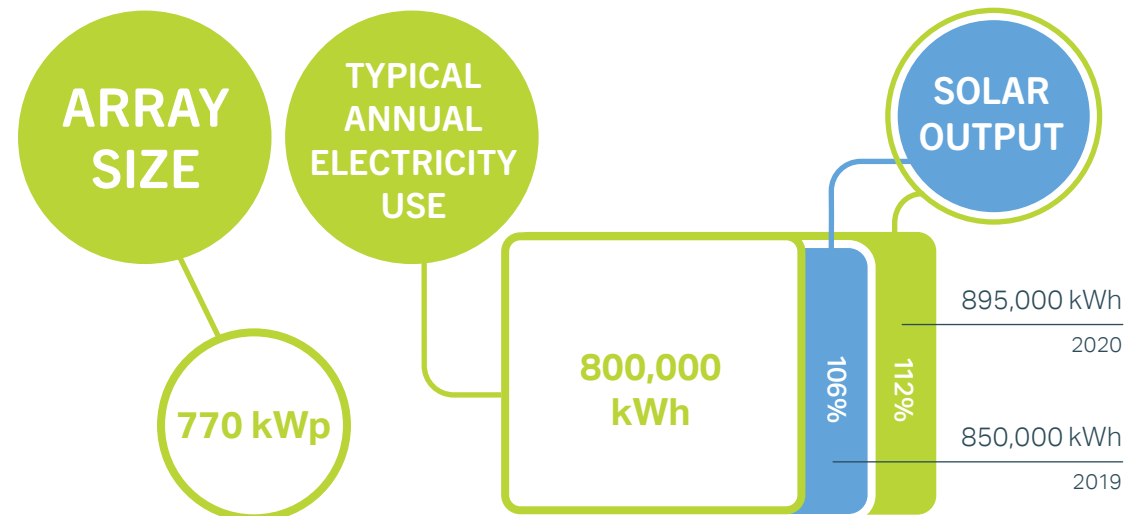 ARRAY
SIZE
770 kWp
TYPICAL
ANNUAL
ELECTRICITY
USE
800,000
kWh
SOLAR
OUTPUT
106%
112%
895,000 kWh
2020
850,000 kWh
2019